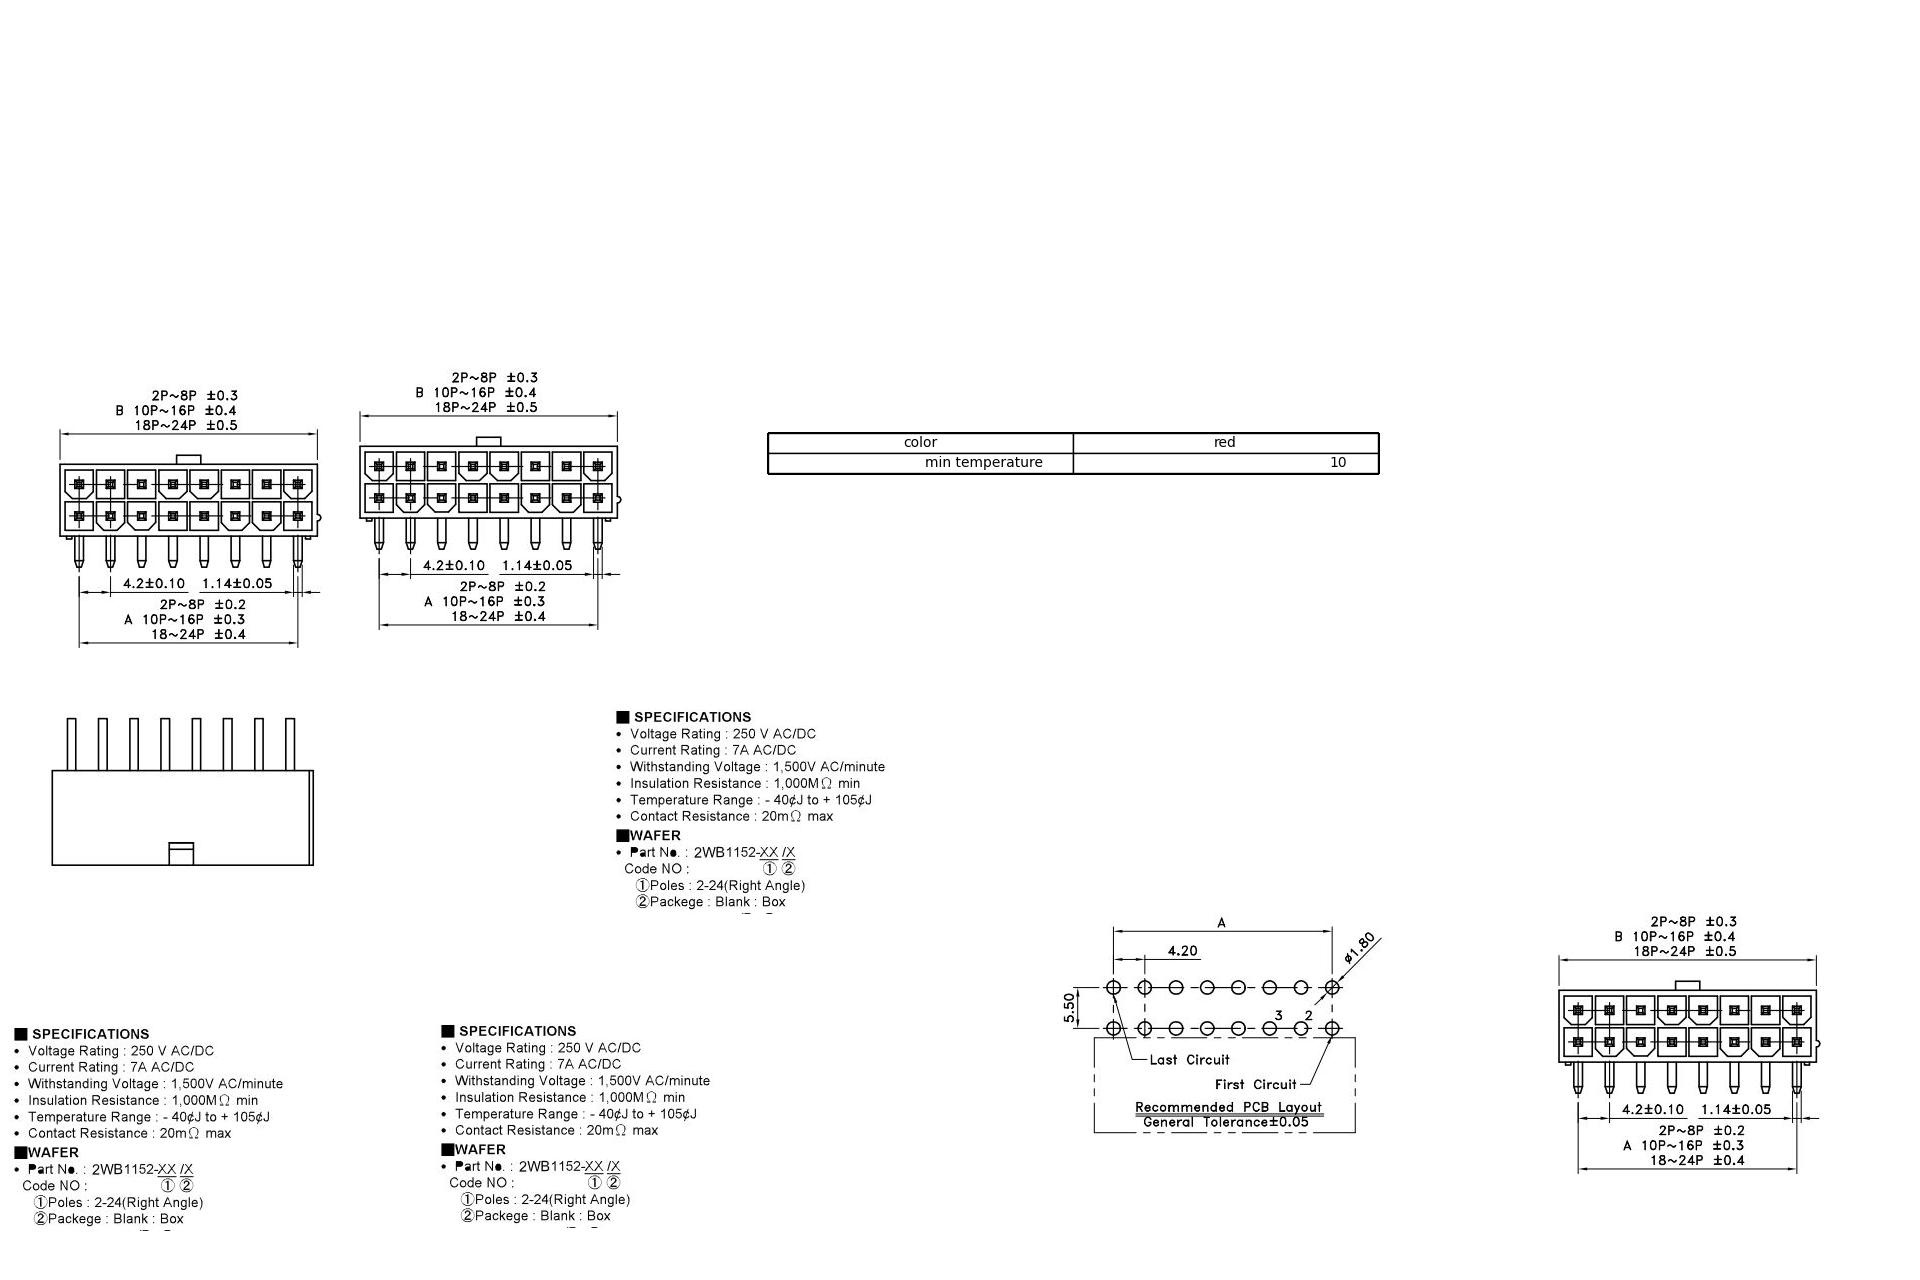 2P~8P ±0.3
B 10P~16P ±0.4
18P~24P ±0.5
4.2±0.10 1.14±0.05
2P~8P ±0.2
A 10P~16P ±0.3
18~24P ±0.4
2P~8P ±0.3
B 10P~16P ±0.4
18P~24P ±0.5
4.2±0.10 1.14±0.05
2P~8P ±0.2
A 10P~16P ±0.3
18~24P ±0.4
color red
min temperature 10
■ SPECIFICATIONS
• Voltage Rating : 250 V AC/DC
• Current Rating : 7A AC/DC
• Withstanding Voltage : 1,500V AC/minute
• Insulation Resistance : 1,000MΩ min
• Temperature Range : - 40¢J to + 105¢J
• Contact Resistance : 20mΩ max
■WAFER
• Part No. : 2WB1152-XX /X
Code NO : ① ②
①Poles : 2-24(Right Angle)
②Packege : Blank : Box
■ SPECIFICATIONS
• Voltage Rating : 250 V AC/DC
• Current Rating : 7A AC/DC
• Withstanding Voltage : 1,500V AC/minute
• Insulation Resistance : 1,000MΩ min
• Temperature Range : - 40¢J to + 105¢J
• Contact Resistance : 20mΩ max
■WAFER
• Part No. : 2WB1152-XX /X
Code NO : ① ②
①Poles : 2-24(Right Angle)
②Packege : Blank : Box
■ SPECIFICATIONS
• Voltage Rating : 250 V AC/DC
• Current Rating : 7A AC/DC
• Withstanding Voltage : 1,500V AC/minute
• Insulation Resistance : 1,000MΩ min
• Temperature Range : - 40¢J to + 105¢J
• Contact Resistance : 20mΩ max
■WAFER
• Part No. : 2WB1152-XX /X
Code NO : ① ②
①Poles : 2-24(Right Angle)
②Packege : Blank : Box
A
4.20
ø1.80
5.50
3 2
Last Circuit
First Circuit
Recommended PCB Layout
General Tolerance±0.05
2P~8P ±0.3
B 10P~16P ±0.4
18P~24P ±0.5
4.2±0.10 1.14±0.05
2P~8P ±0.2
A 10P~16P ±0.3
18~24P ±0.4